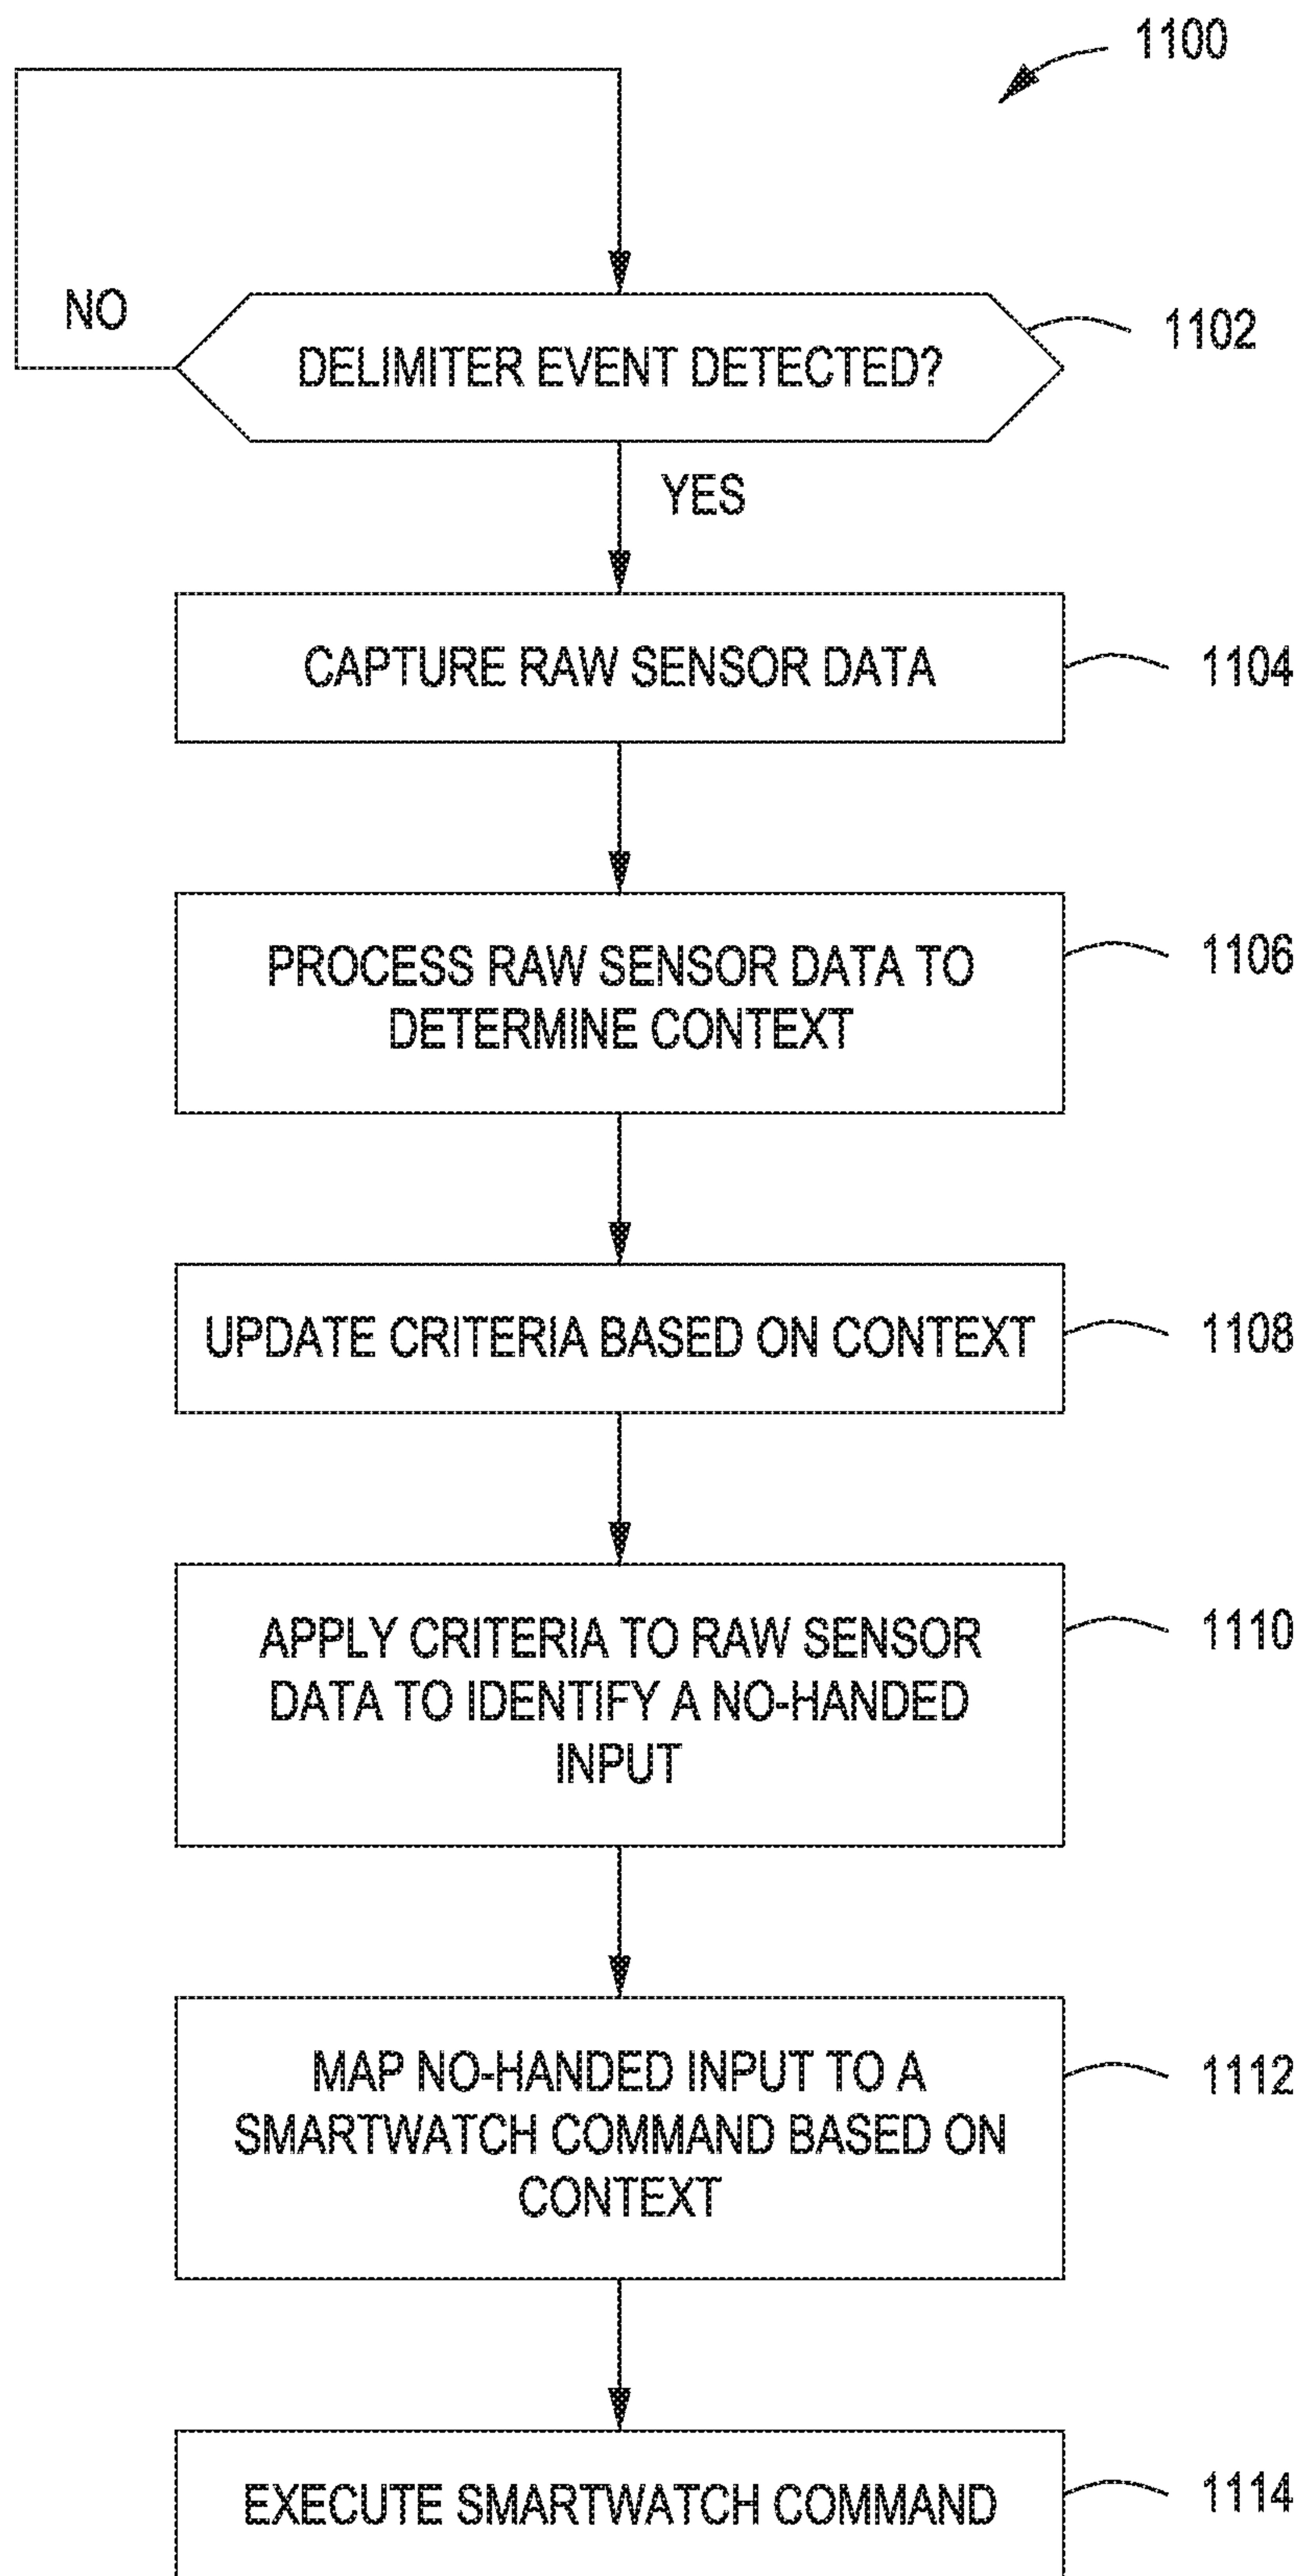 1100
NO
DELIMITER EVENT DETECTED?
1102
YES
CAPTURE RAW SENSOR DATA
1104
PROCESS RAW SENSOR DATA TO
DETERMINE CONTEXT
1106
UPDATE CRITERIA BASED ON CONTEXT
1108
APPLY CRITERIA TO RAW SENSOR
DATA TO IDENTIFY A NO-HANDED
INPUT
1110
MAP NO-HANDED INPUT TO A
SMARTWATCH COMMAND BASED ON
CONTEXT
1112
EXECUTE SMARTWATCH COMMAND
1114